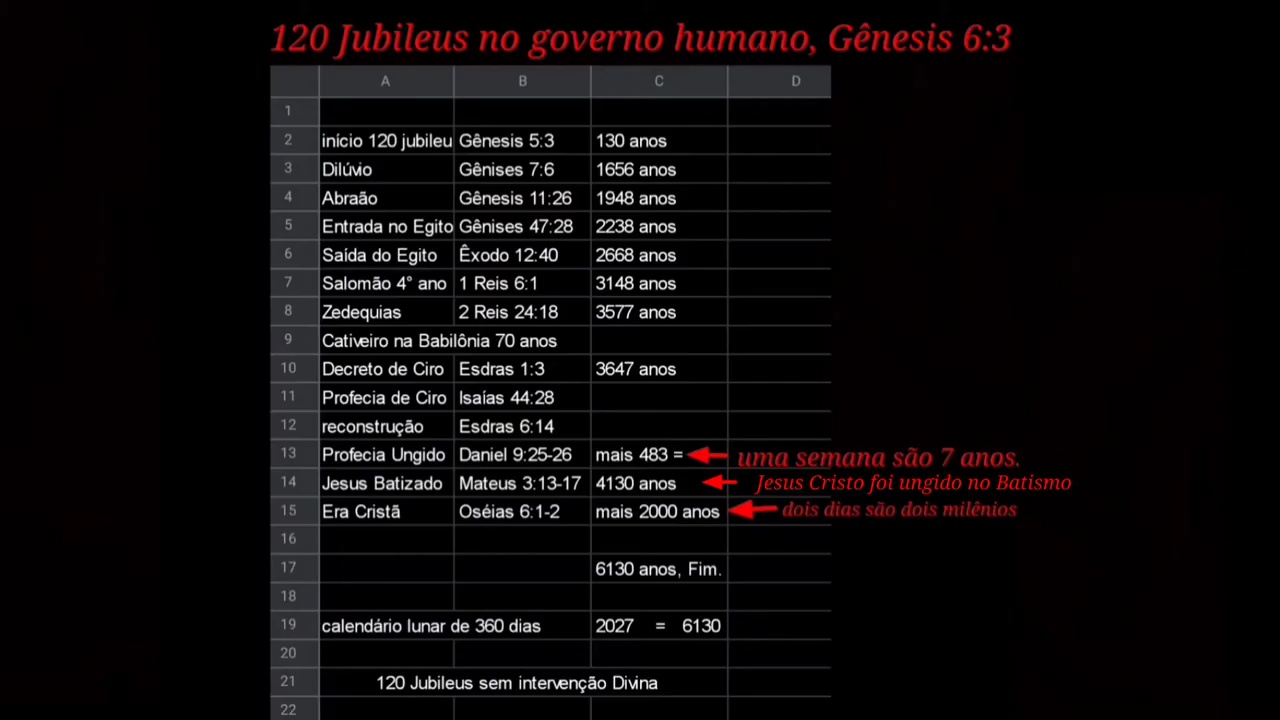 120 Jubileus no governo humano, Gênesis 6:3
A B C D
1
2 início 120 jubileu Gênesis 5:3 130 anos
3 Dilúvio Gênises 7:6 1656 anos
4 Abraão Gênesis 11:26 1948 anos
5 Entrada no Egito Gênises 47:28 2238 anos
6 Saída do Egito Êxodo 12:40 2668 anos
7 Salomão 4° ano 1 Reis 6:1 3148 anos
8 Zedequias 2 Reis 24:18 3577 anos
9 Cativeiro na Babilônia 70 anos
10 Decreto de Ciro Esdras 1:3 3647 anos
11 Profecia de Ciro Isaías 44:28
12 reconstrução Esdras 6:14
13 Profecia Ungido Daniel 9:25-26 mais 483 = uma semana são 7 anos.
14 Jesus Batizado Mateus 3:13-17 4130 anos Jesus Cristo foi ungido no Batismo
15 Era Cristã Oséias 6:1-2 mais 2000 anos dois dias são dois milênios
16
17 6130 anos, Fim.
18
19 calendário lunar de 360 dias 2027 = 6130
20
21 120 Jubileus sem intervenção Divina
22